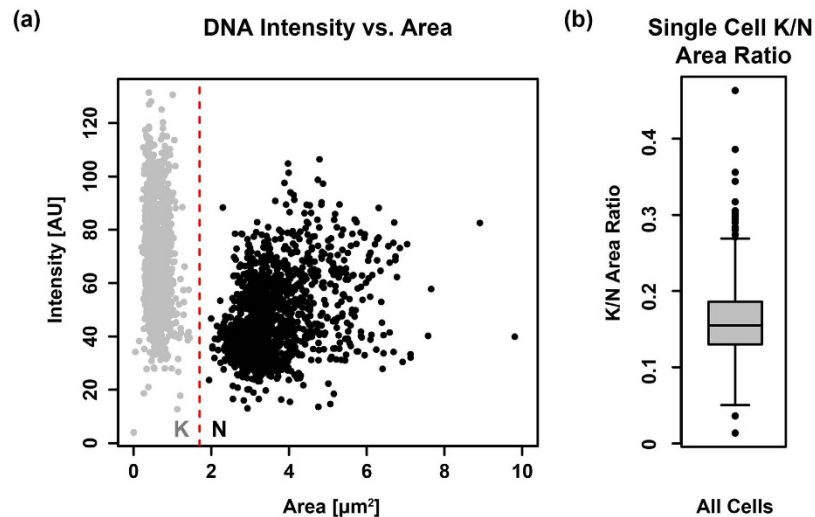 (a)
DNA Intensity vs. Area
Intensity [AU]
120
100
80
60
40
20
0
K
N
0 2 4 6 8 10
Area [µm²]
(b)
Single Cell K/N
Area Ratio
K/N Area Ratio
0.4
0.3
0.2
0.1
0
All Cells